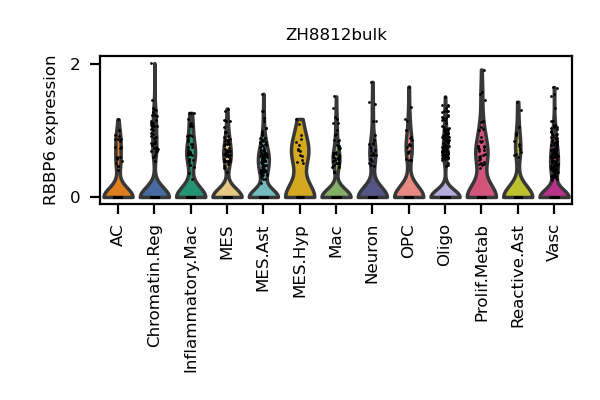 ZH8812bulk
RBBP6 expression
2
0
AC
Chromatin.Reg
Inflammatory.Mac
MES
MES.Ast
MES.Hyp
Mac
Neuron
OPC
Oligo
Prolif.Metab
Reactive.Ast
Vasc